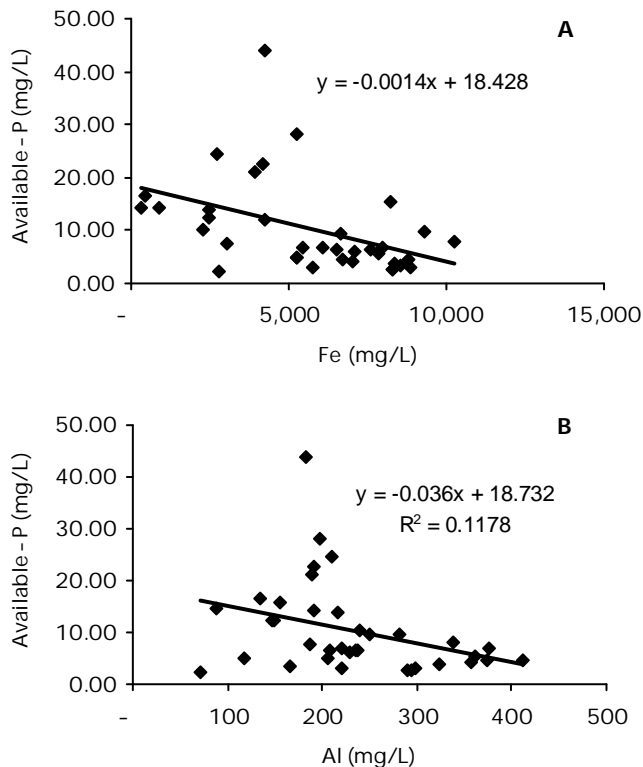 A
50.00
40.00
30.00
20.00
10.00
0.00
Available - P (mg/L)
y = -0.0014x + 18.428
-
5,000
10,000
15,000
Fe (mg/L)
B
50.00
40.00
30.00
20.00
10.00
0.00
Available - P (mg/L)
y = -0.036x + 18.732
R² = 0.1178
-
100
200
300
400
500
Al (mg/L)